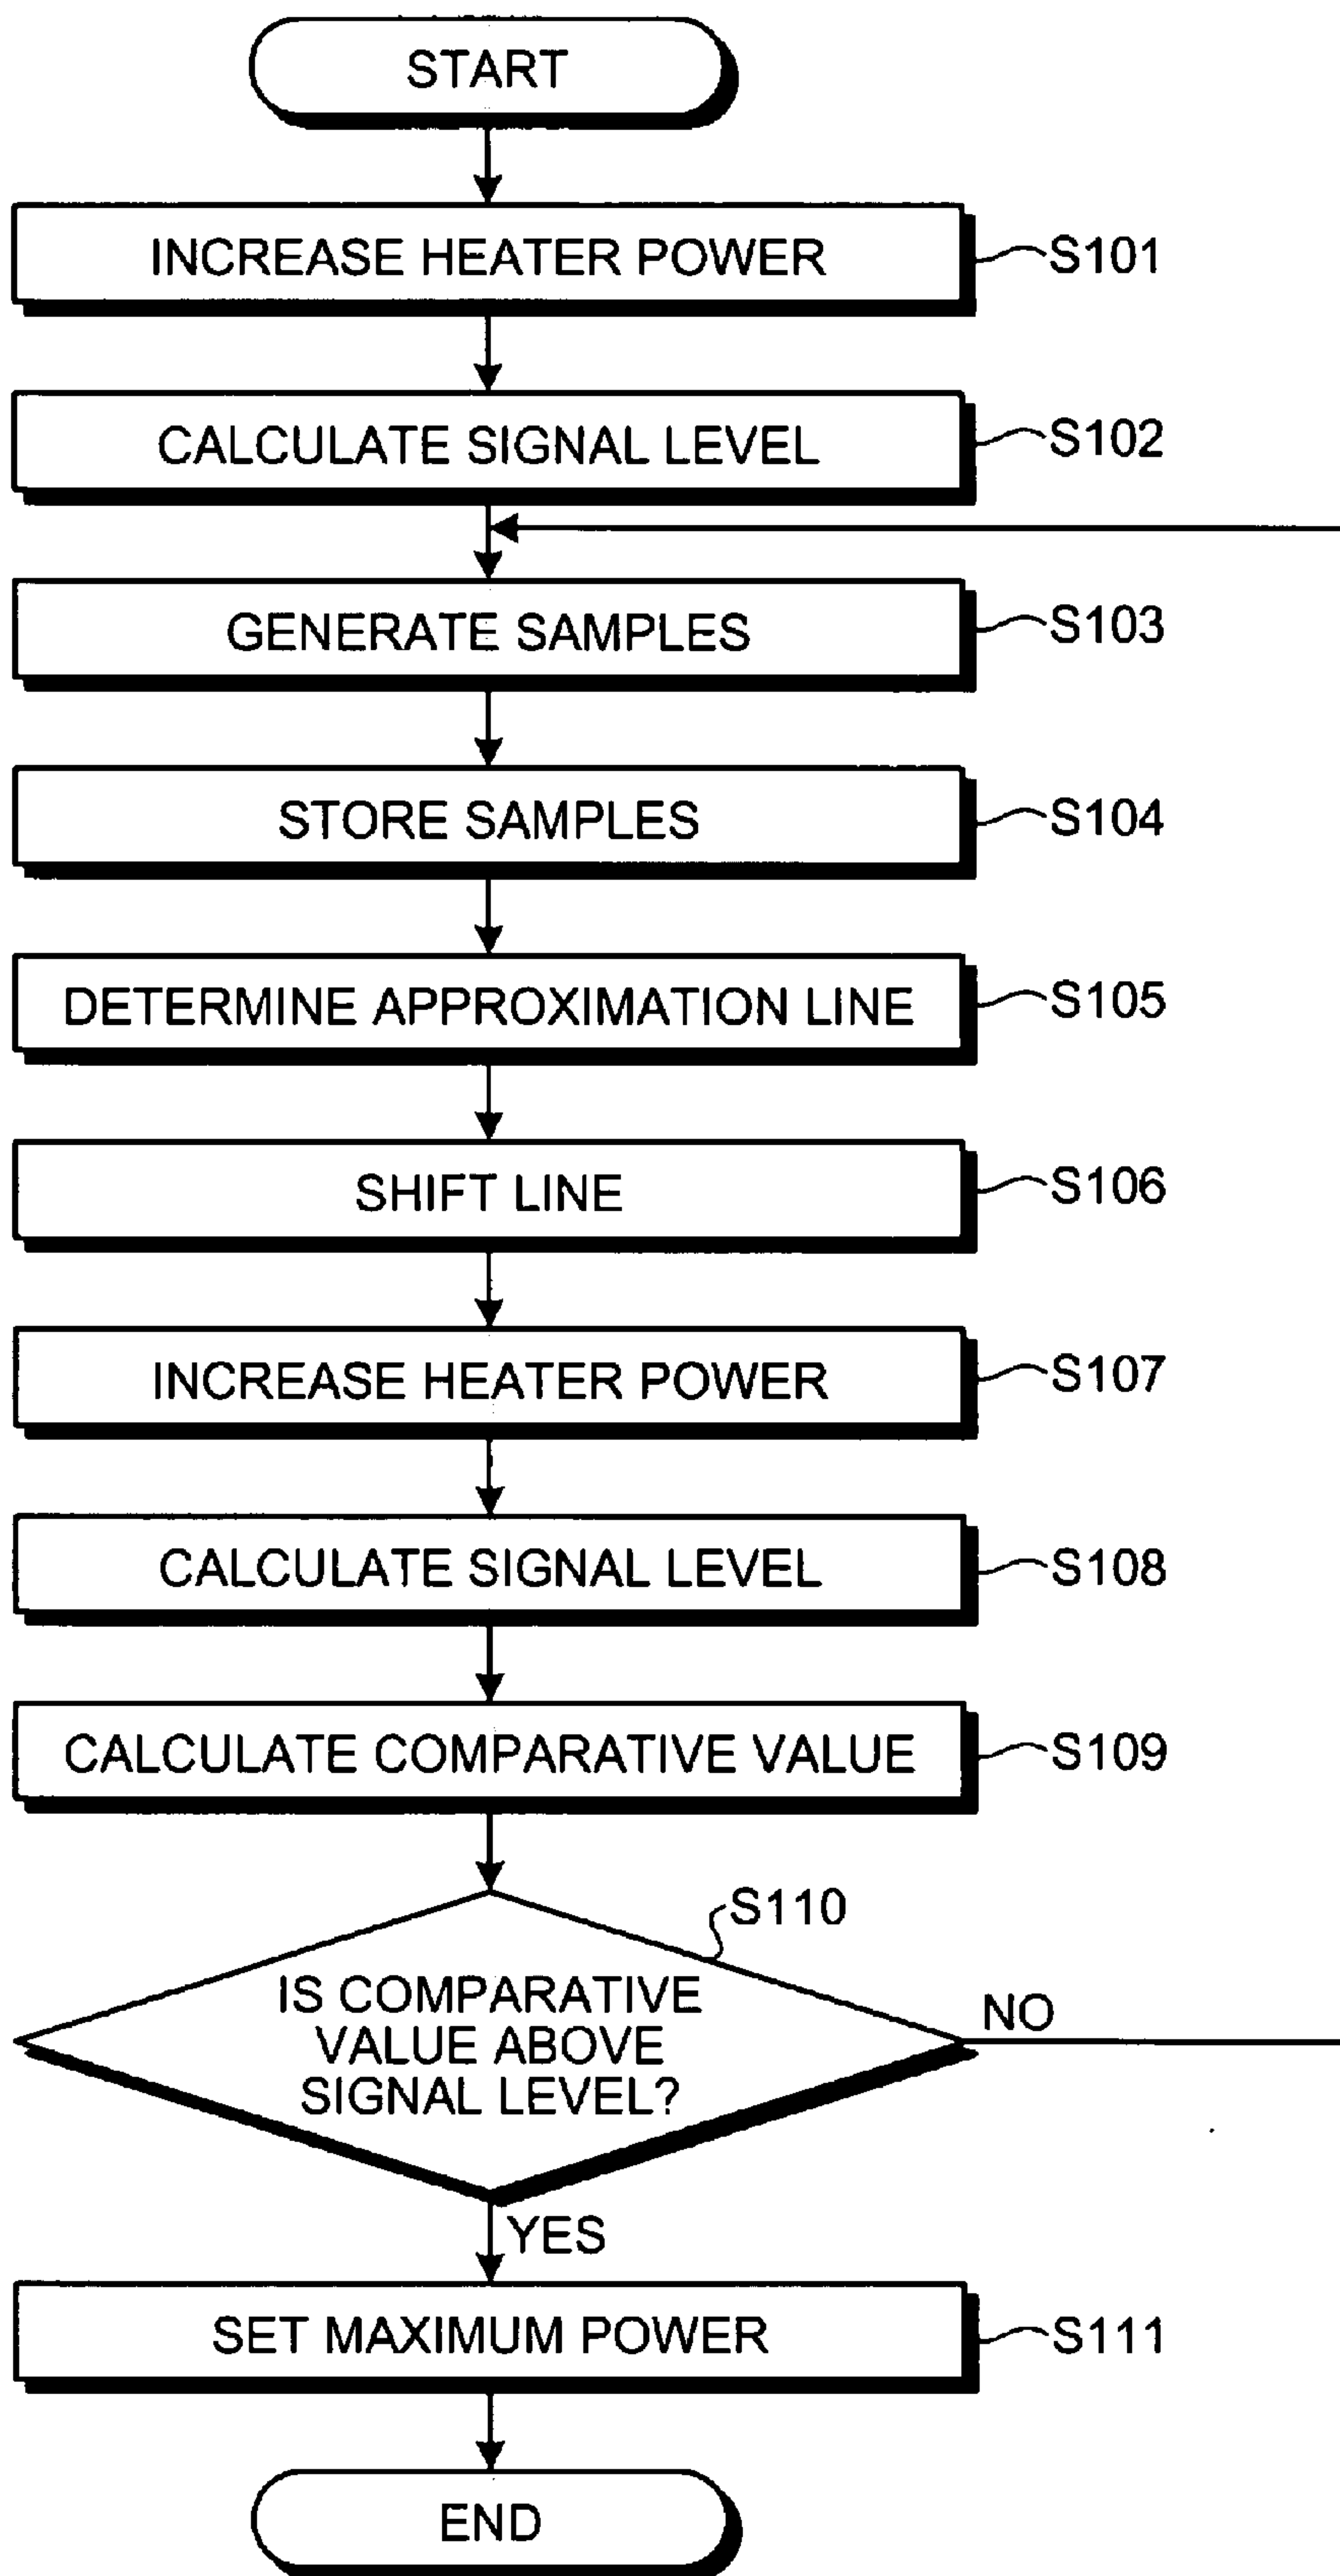 START
INCREASE HEATER POWER
S101
CALCULATE SIGNAL LEVEL
S102
GENERATE SAMPLES
S103
STORE SAMPLES
S104
DETERMINE APPROXIMATION LINE
S105
SHIFT LINE
S106
INCREASE HEATER POWER
S107
CALCULATE SIGNAL LEVEL
S108
CALCULATE COMPARATIVE VALUE
S109
S110
IS COMPARATIVE
VALUE ABOVE
SIGNAL LEVEL?
NO
YES
SET MAXIMUM POWER
S111
END